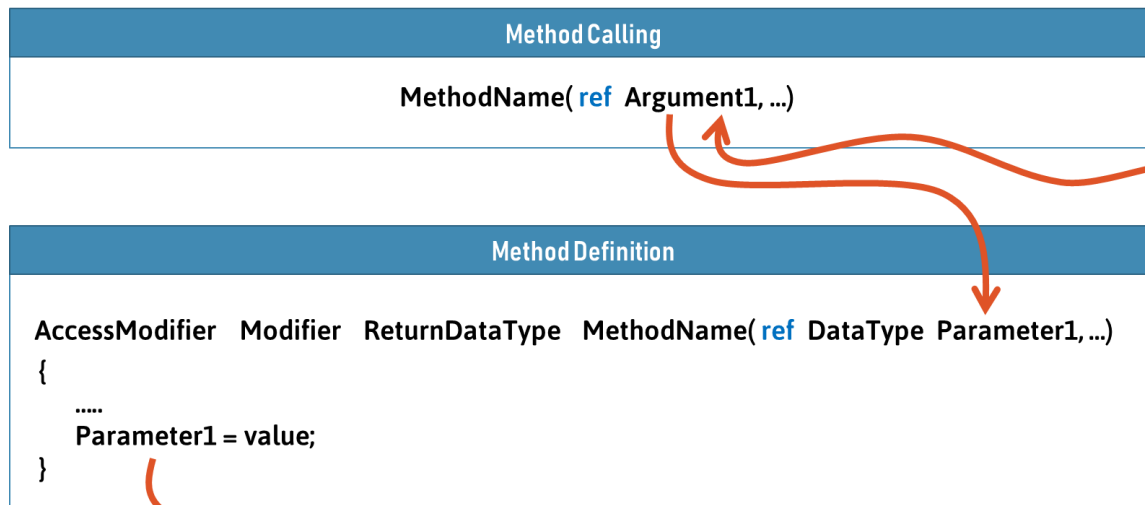 Method Calling
MethodName( ref Argument1, ...)
Method Definition
AccessModifier Modifier ReturnDataType MethodName( ref DataType Parameter1, ...)
{
.....
Parameter1 = value;
}